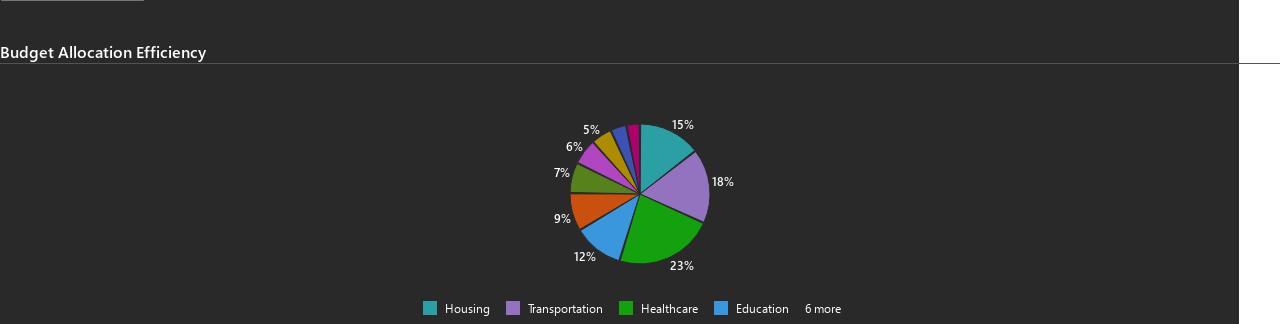 Budget Allocation Efficiency
15%
18%
23%
12%
9%
7%
6%
5%
Housing
Transportation
Healthcare
Education
6 more